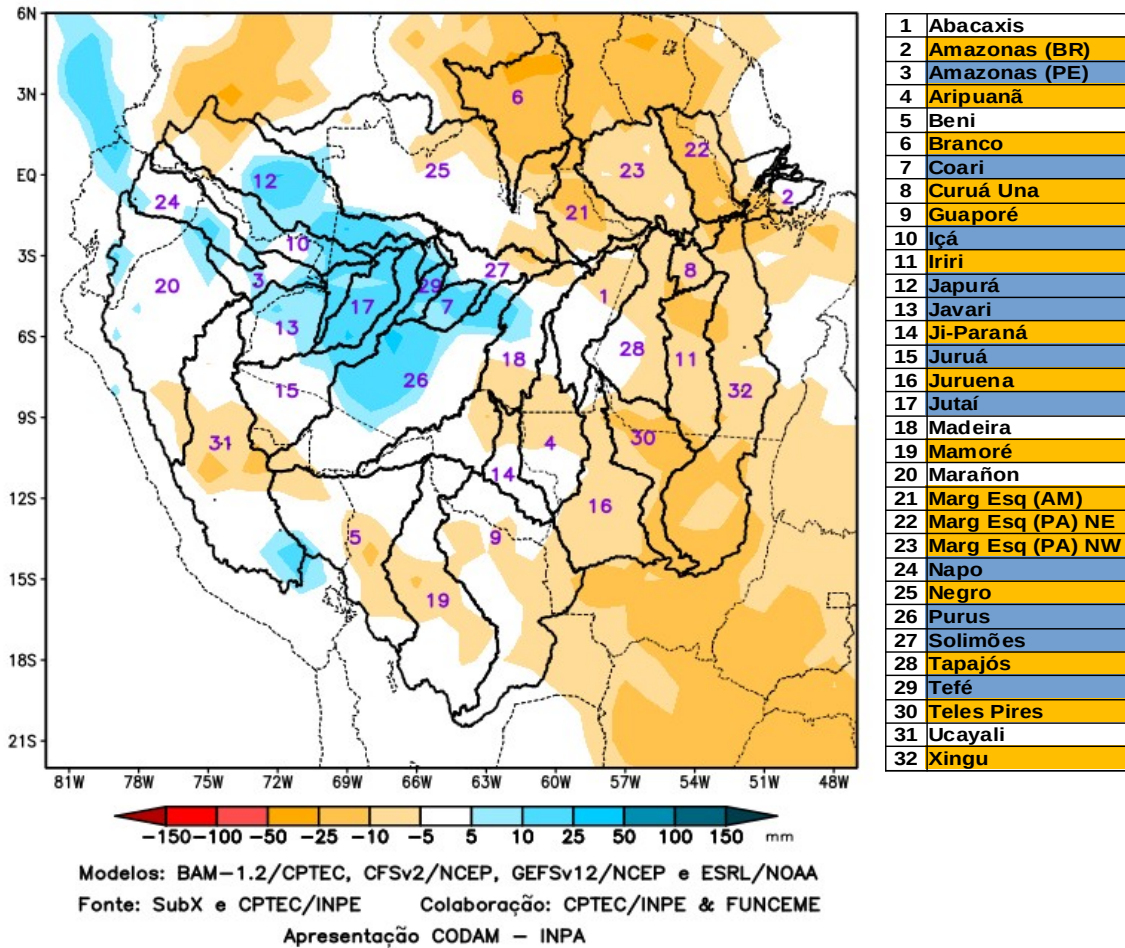 6N
3N
EQ
3S
6S
9S
12S
15S
18S
21S
81W 78W 75W 72W 69W 66W 63W 60W 57W 54W 51W 48W
6
22
23
25
12
2
24
21
10
27
3
8
20
29
1
17
7
13
28
18
11
26
15
32
31
30
4
14
16
5
9
19
−150 −100 −50 −25 −10 −5 5 10 25 50 100 150 mm
Modelos: BAM−1.2/CPTEC, CFSv2/NCEP, GEFSv12/NCEP e ESRL/NOAA
Fonte: SubX e CPTEC/INPE Colaboração: CPTEC/INPE & FUNCEME
Apresentação CODAM − INPA
1 Abacaxis
2 Amazonas (BR)
3 Amazonas (PE)
4 Aripuanã
5 Beni
6 Branco
7 Coari
8 Curuá Una
9 Guaporé
10 Içá
11 Iriri
12 Japurá
13 Javari
14 Ji-Paraná
15 Juruá
16 Juruena
17 Jutaí
18 Madeira
19 Mamoré
20 Marañon
21 Marg Esq (AM)
22 Marg Esq (PA) NE
23 Marg Esq (PA) NW
24 Napo
25 Negro
26 Purus
27 Solimões
28 Tapajós
29 Tefé
30 Teles Pires
31 Ucayali
32 Xingu